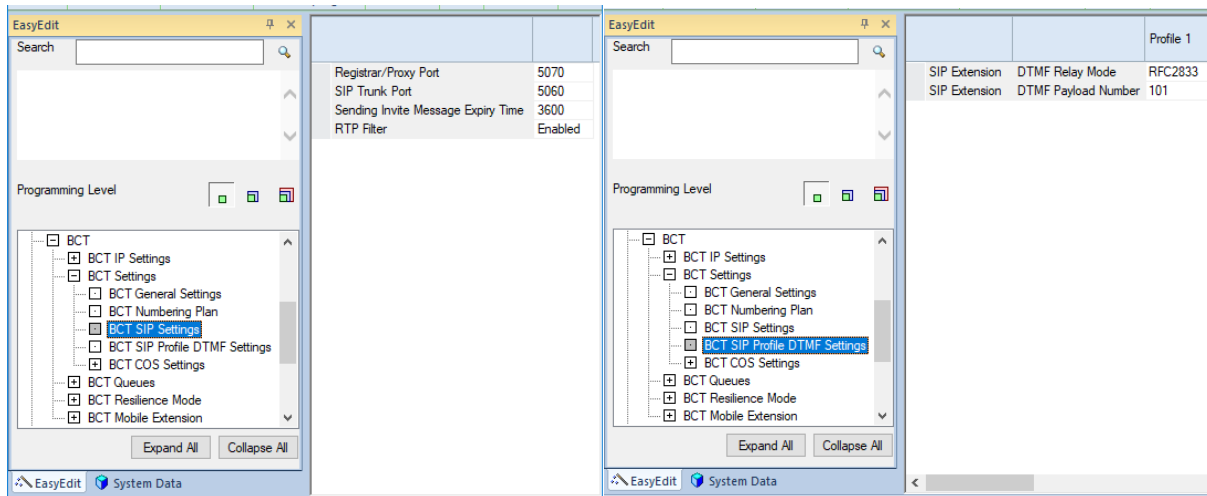 EasyEdit
Search
Programming Level
BCT
BCT IP Settings
BCT Settings
BCT General Settings
BCT Numbering Plan
BCT SIP Settings
BCT SIP Profile DTMF Settings
BCT COS Settings
BCT Queues
BCT Resilience Mode
BCT Mobile Extension
Expand All Collapse All
EasyEdit System Data
Registrar/Proxy Port 5070
SIP Trunk Port 5060
Sending Invite Message Expiry Time 3600
RTP Filter Enabled
EasyEdit
Search
Programming Level
BCT
BCT IP Settings
BCT Settings
BCT General Settings
BCT Numbering Plan
BCT SIP Settings
BCT SIP Profile DTMF Settings
BCT COS Settings
BCT Queues
BCT Resilience Mode
BCT Mobile Extension
Expand All Collapse All
EasyEdit System Data
Profile 1
SIP Extension DTMF Relay Mode RFC2833
SIP Extension DTMF Payload Number 101